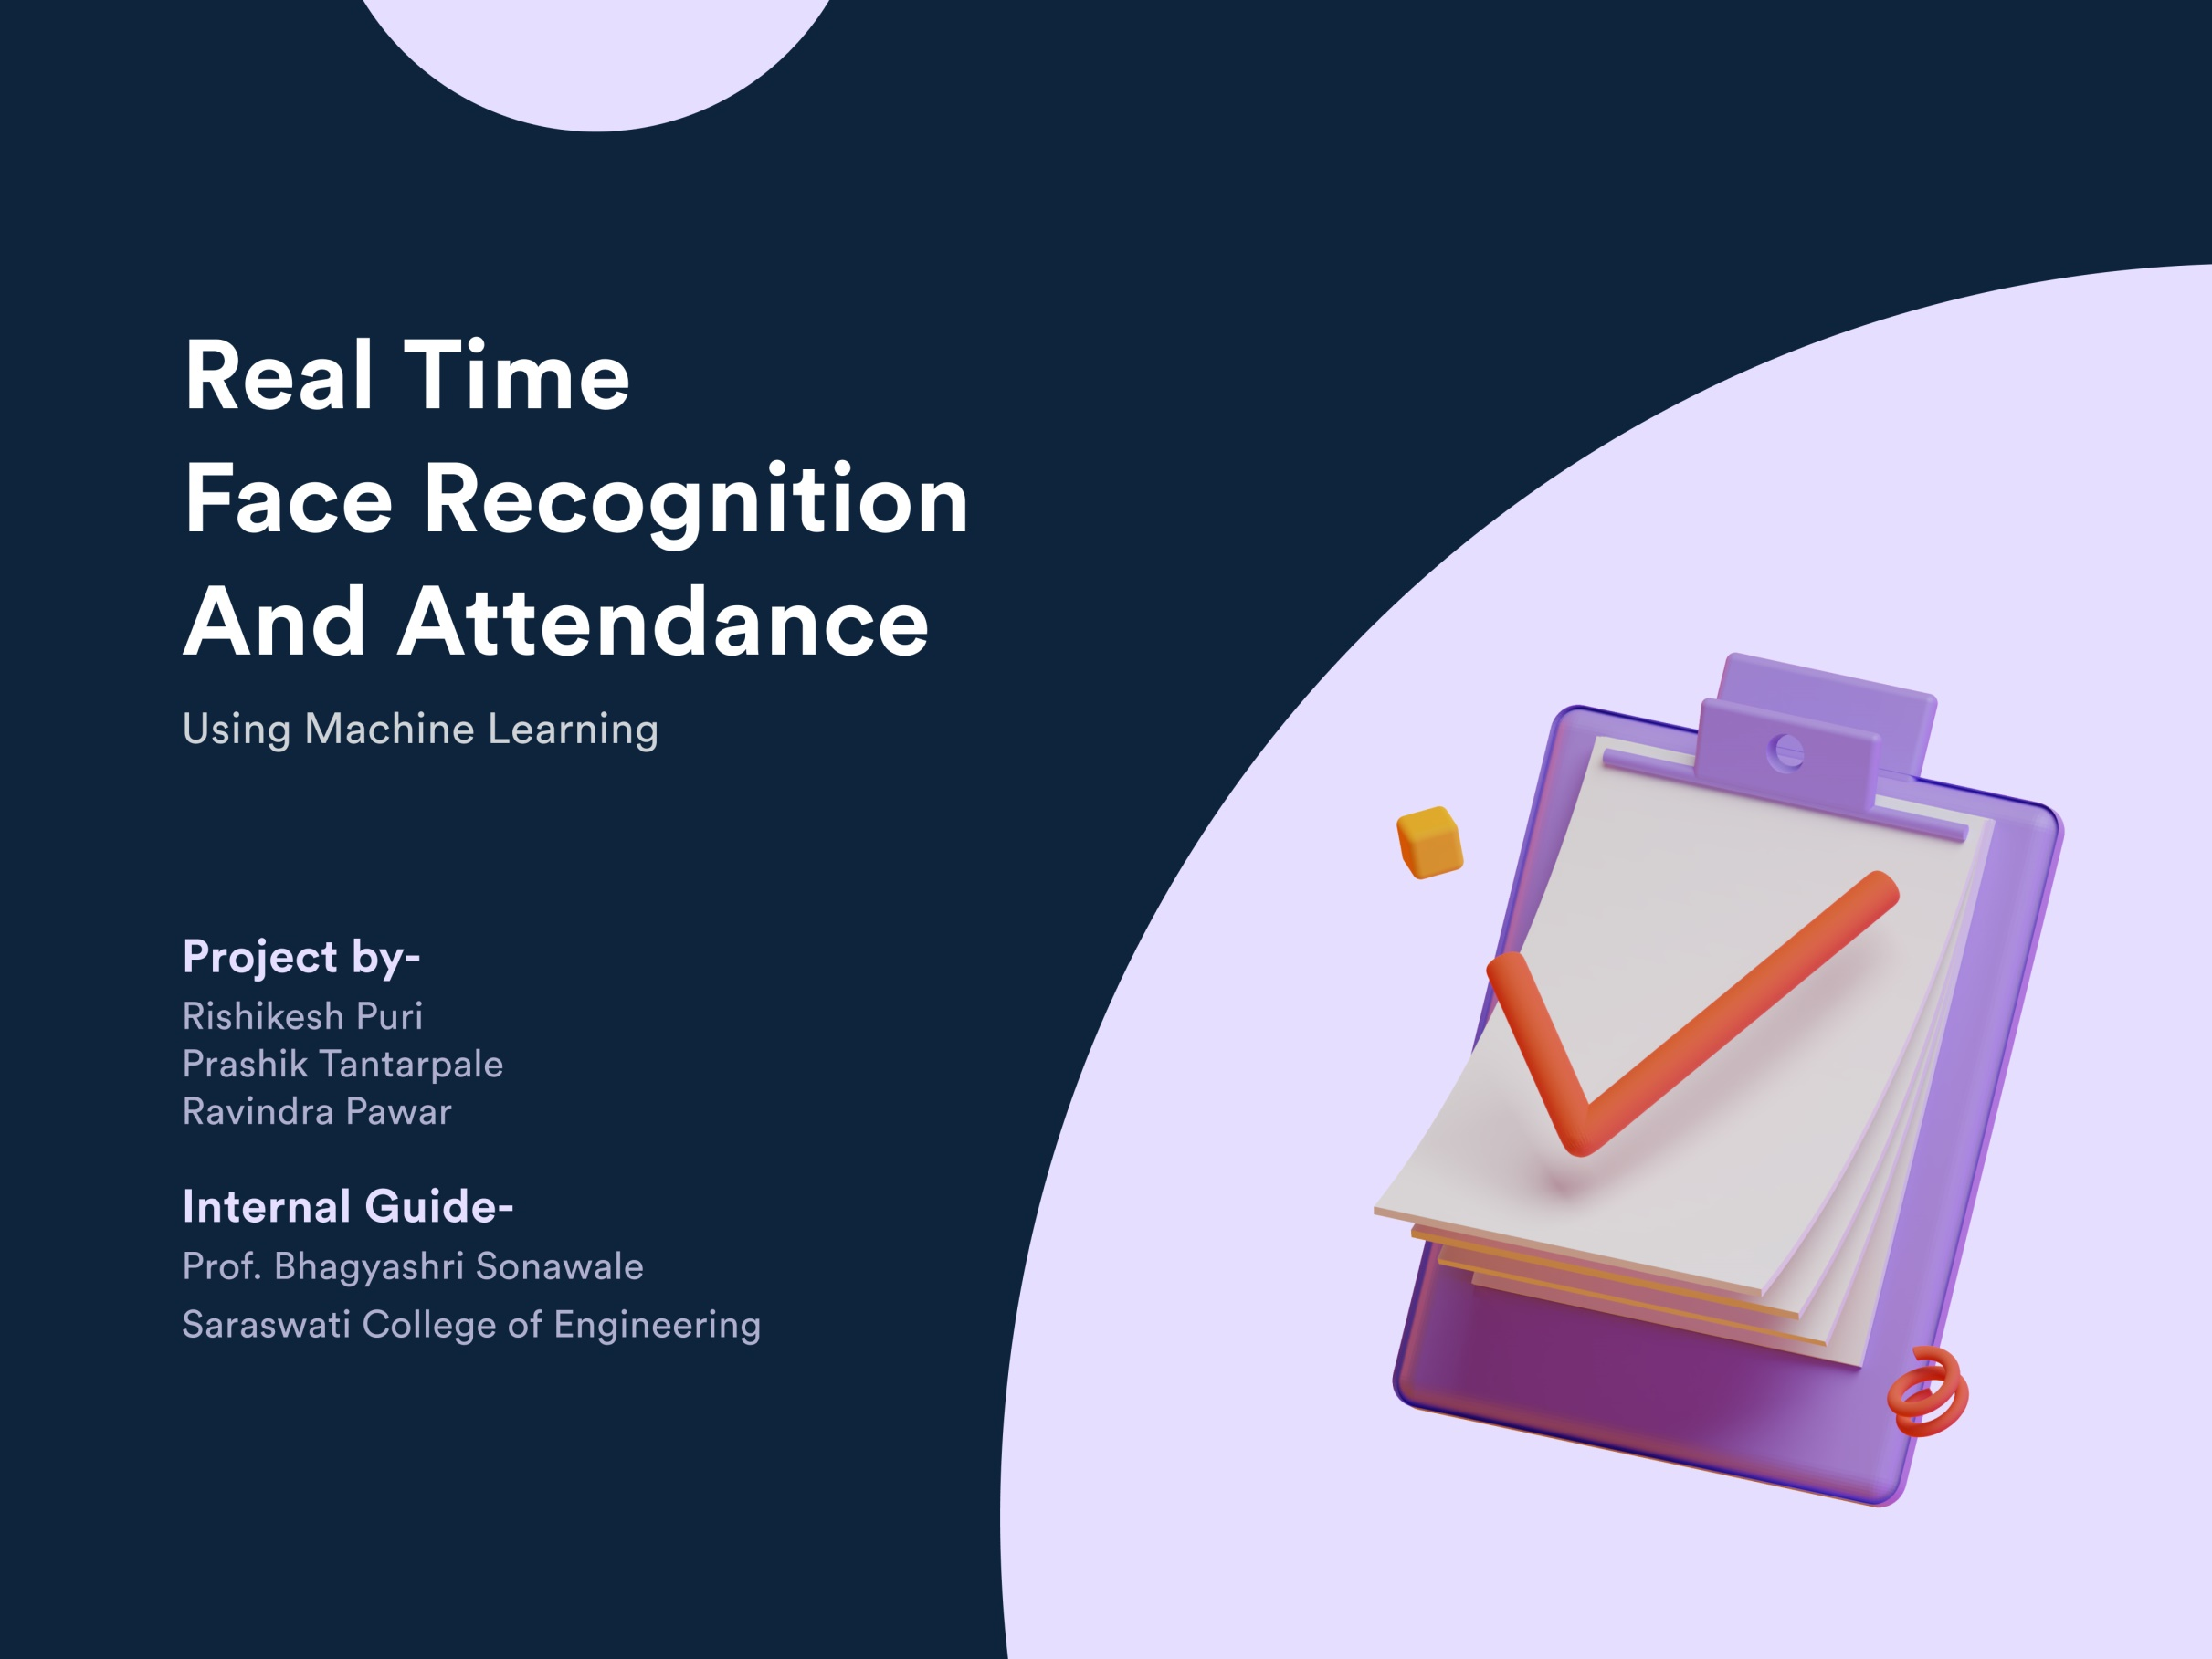 Real Time
Face Recognition
And Attendance
Using Machine Learning
Project by-
Rishikesh Puri
Prashik Tantarpale
Ravindra Pawar
Internal Guide-
Prof. Bhagyashri Sonawale
Saraswati College of Engineering